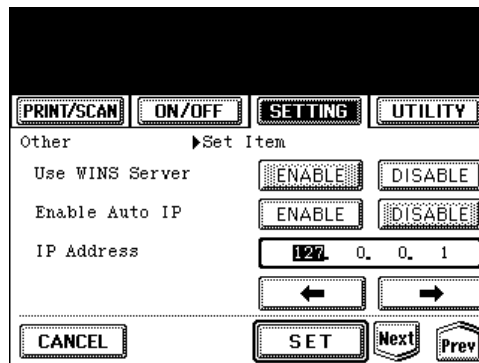 PRINT/SCAN ON/OFF SETTING UTILITY
Other ▶Set Item
Use WINS Server ENABLE DISABLE
Enable Auto IP ENABLE DISABLE
IP Address 127. 0. 0. 1
← →
CANCEL SET Next Prev